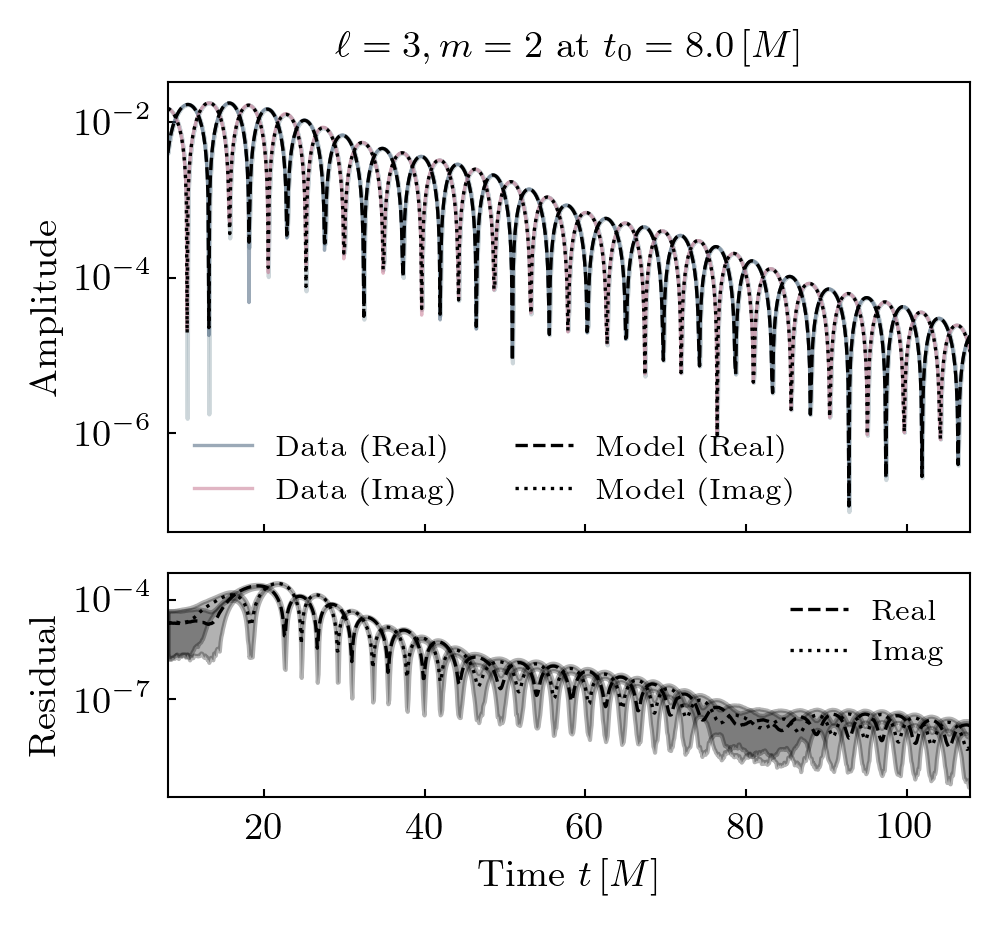 ℓ = 3, m = 2 at t₀ = 8.0 [M]
10⁻²
10⁻⁴
10⁻⁶
Amplitude
Data (Real)
Data (Imag)
Model (Real)
Model (Imag)
10⁻⁴
10⁻⁷
Residual
Real
Imag
20 40 60 80 100
Time t [M]